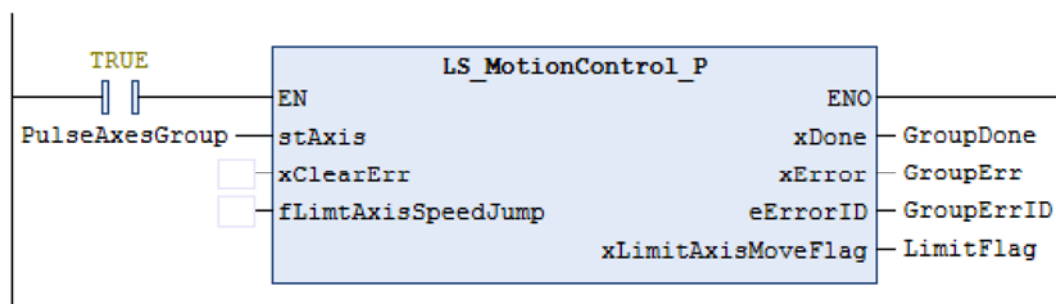 TRUE
LS_MotionControl_P
EN ENO
PulseAxesGroup stAxis xDone GroupDone
xClearErr xError GroupErr
fLimtAxisSpeedJump eErrorID GroupErrID
xLimitAxisMoveFlag LimitFlag